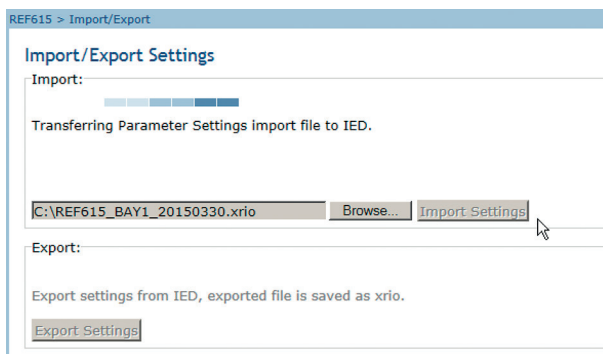 REF615 > Import/Export
Import/Export Settings
Import:
Transferring Parameter Settings import file to IED.
C:\REF615_BAY1_20150330.xrio Browse... Import Settings
Export:
Export settings from IED, exported file is saved as xrio.
Export Settings